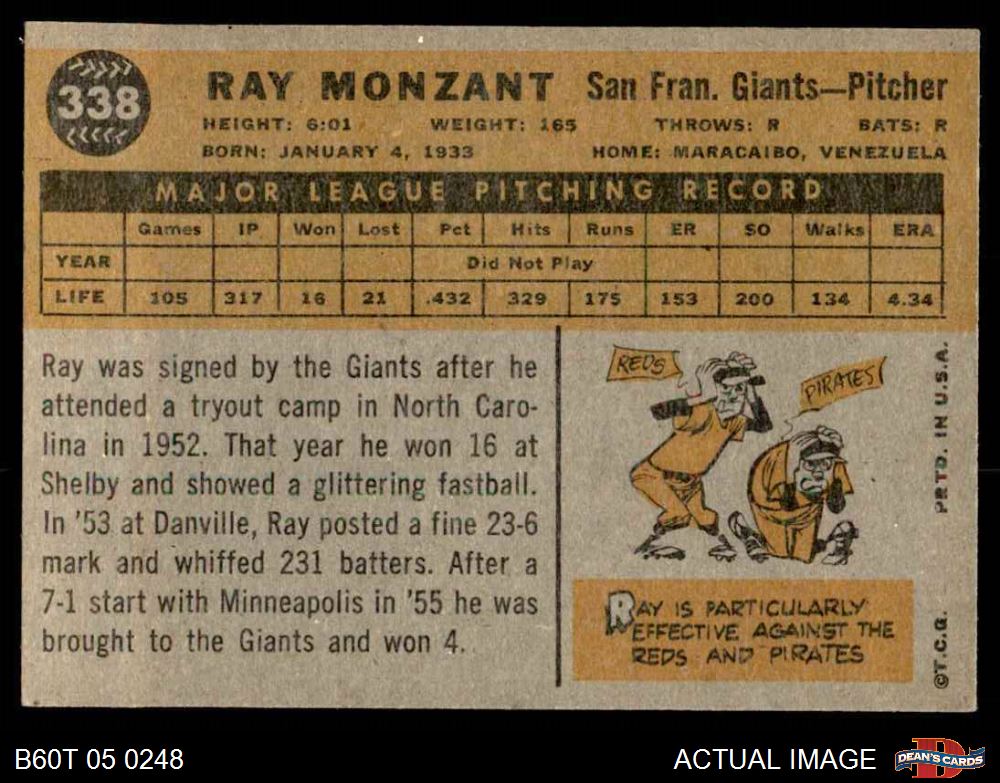 338
RAY MONZANT San Fran. Giants—Pitcher
HEIGHT: 6:01 WEIGHT: 165 THROWS: R BATS: R
BORN: JANUARY 4, 1933 HOME: MARACAIBO, VENEZUELA
MAJOR LEAGUE PITCHING RECORD
Games IP Won Lost Pct Hits Runs ER SO Walks ERA
YEAR Did Not Play
LIFE 105 317 16 21 .432 329 175 153 200 134 4.34
Ray was signed by the Giants after he
attended a tryout camp in North Caro-
lina in 1952. That year he won 16 at
Shelby and showed a glittering fastball.
In '53 at Danville, Ray posted a fine 23-6
mark and whiffed 231 batters. After a
7-1 start with Minneapolis in '55 he was
brought to the Giants and won 4.
REDS
PIRATES
RAY IS PARTICULARLY
EFFECTIVE AGAINST THE
REDS AND PIRATES
©T.C.G. PRTD. IN U.S.A.
B60T 05 0248
ACTUAL IMAGE
D
DEAN'S CARDS